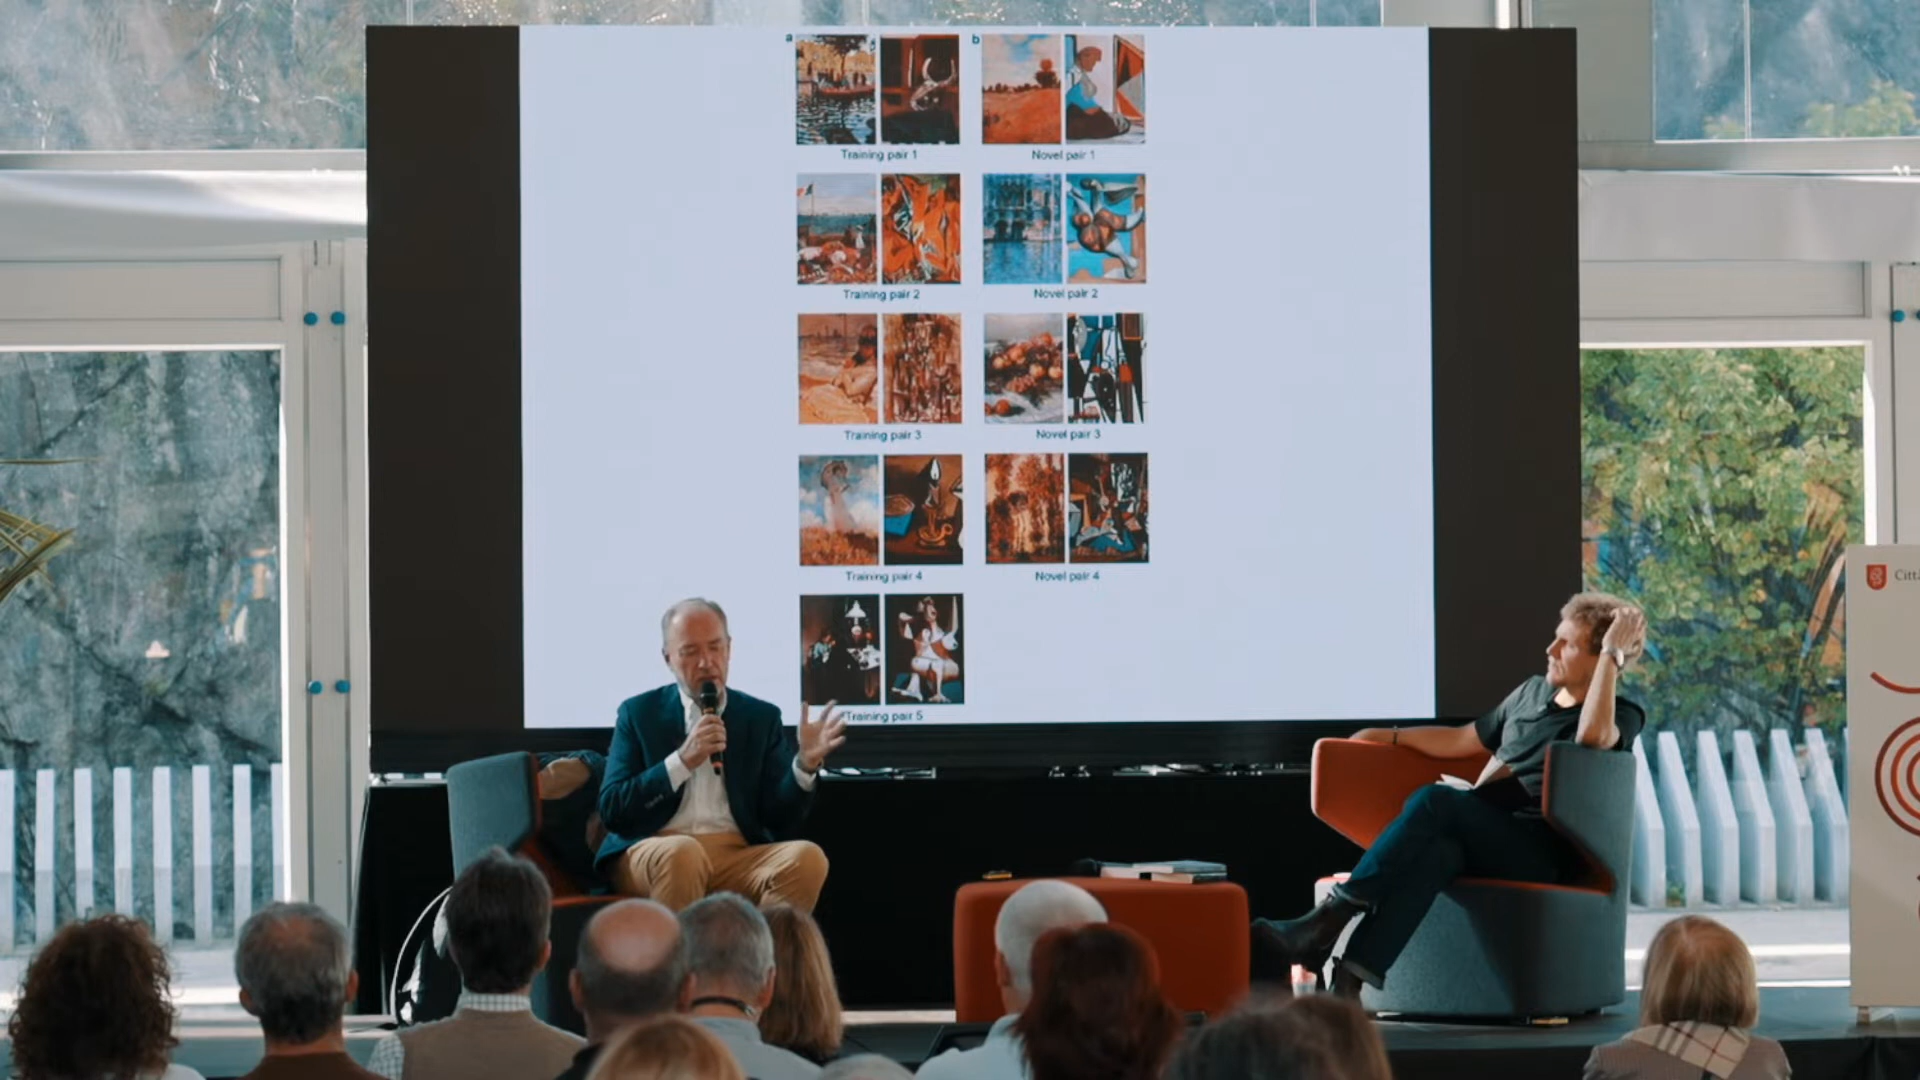 a b
Training pair 1 Novel pair 1
Training pair 2 Novel pair 2
Training pair 3 Novel pair 3
Training pair 4 Novel pair 4
Training pair 5
Città